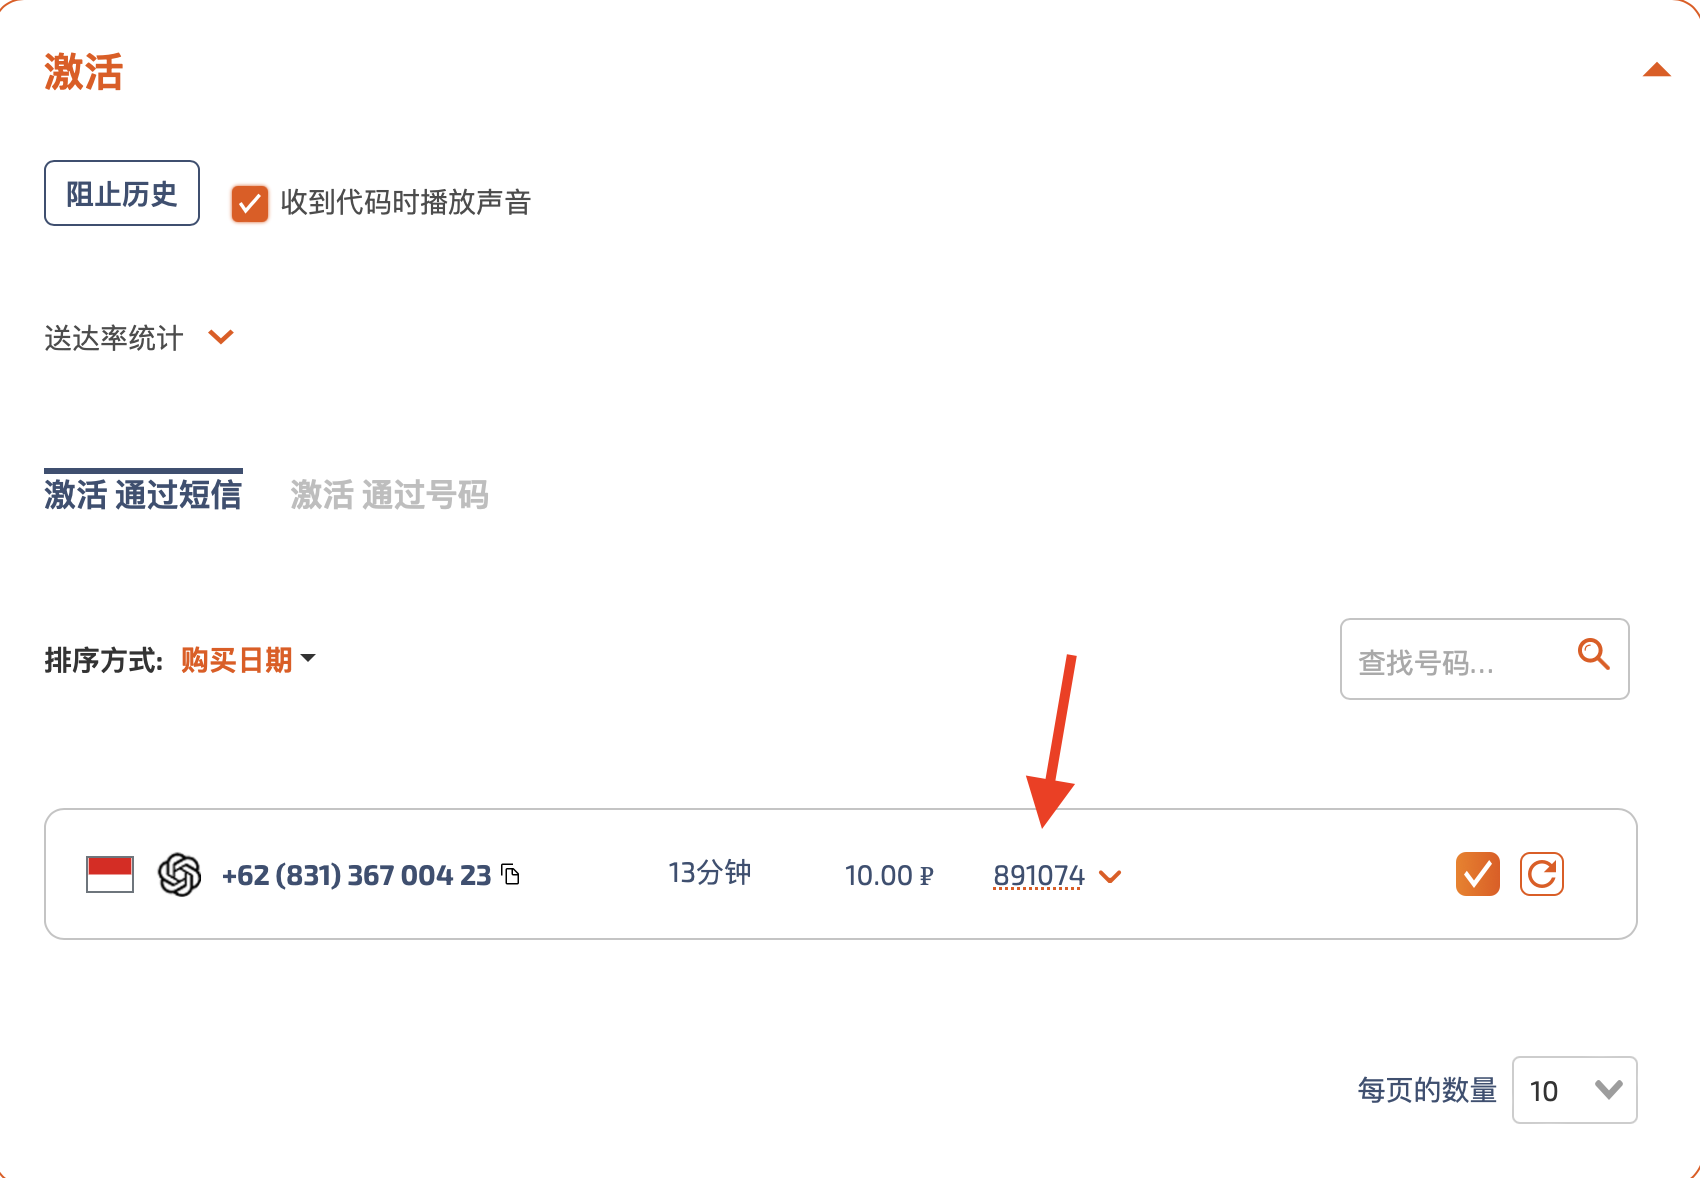 激活
阻止历史
收到代码时播放声音
送达率统计
激活 通过短信 激活 通过号码
排序方式: 购买日期
查找号码...
+62 (831) 367 004 23 13分钟 10.00 ₽ 891074
每页的数量 10